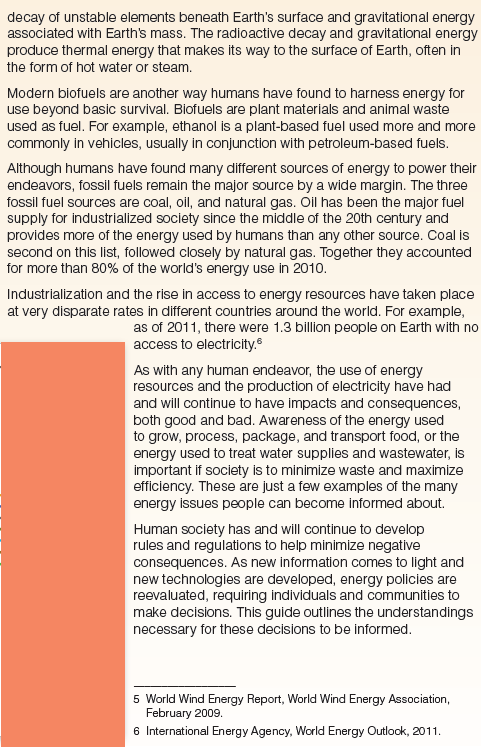 decay of unstable elements beneath Earth's surface and gravitational energy
associated with Earth's mass. The radioactive decay and gravitational energy
produce thermal energy that makes its way to the surface of Earth, often in
the form of hot water or steam.
Modern biofuels are another way humans have found to harness energy for
use beyond basic survival. Biofuels are plant materials and animal waste
used as fuel. For example, ethanol is a plant-based fuel used more and more
commonly in vehicles, usually in conjunction with petroleum-based fuels.
Although humans have found many different sources of energy to power their
endeavors, fossil fuels remain the major source by a wide margin. The three
fossil fuel sources are coal, oil, and natural gas. Oil has been the major fuel
supply for industrialized society since the middle of the 20th century and
provides more of the energy used by humans than any other source. Coal is
second on this list, followed closely by natural gas. Together they accounted
for more than 80% of the world's energy use in 2010.
Industrialization and the rise in access to energy resources have taken place
at very disparate rates in different countries around the world. For example,
as of 2011, there were 1.3 billion people on Earth with no
access to electricity.6
As with any human endeavor, the use of energy
resources and the production of electricity have had
and will continue to have impacts and consequences,
both good and bad. Awareness of the energy used
to grow, process, package, and transport food, or the
energy used to treat water supplies and wastewater, is
important if society is to minimize waste and maximize
efficiency. These are just a few examples of the many
energy issues people can become informed about.
Human society has and will continue to develop
rules and regulations to help minimize negative
consequences. As new information comes to light and
new technologies are developed, energy policies are
reevaluated, requiring individuals and communities to
make decisions. This guide outlines the understandings
necessary for these decisions to be informed.
5 World Wind Energy Report, World Wind Energy Association,
February 2009.
6 International Energy Agency, World Energy Outlook, 2011.